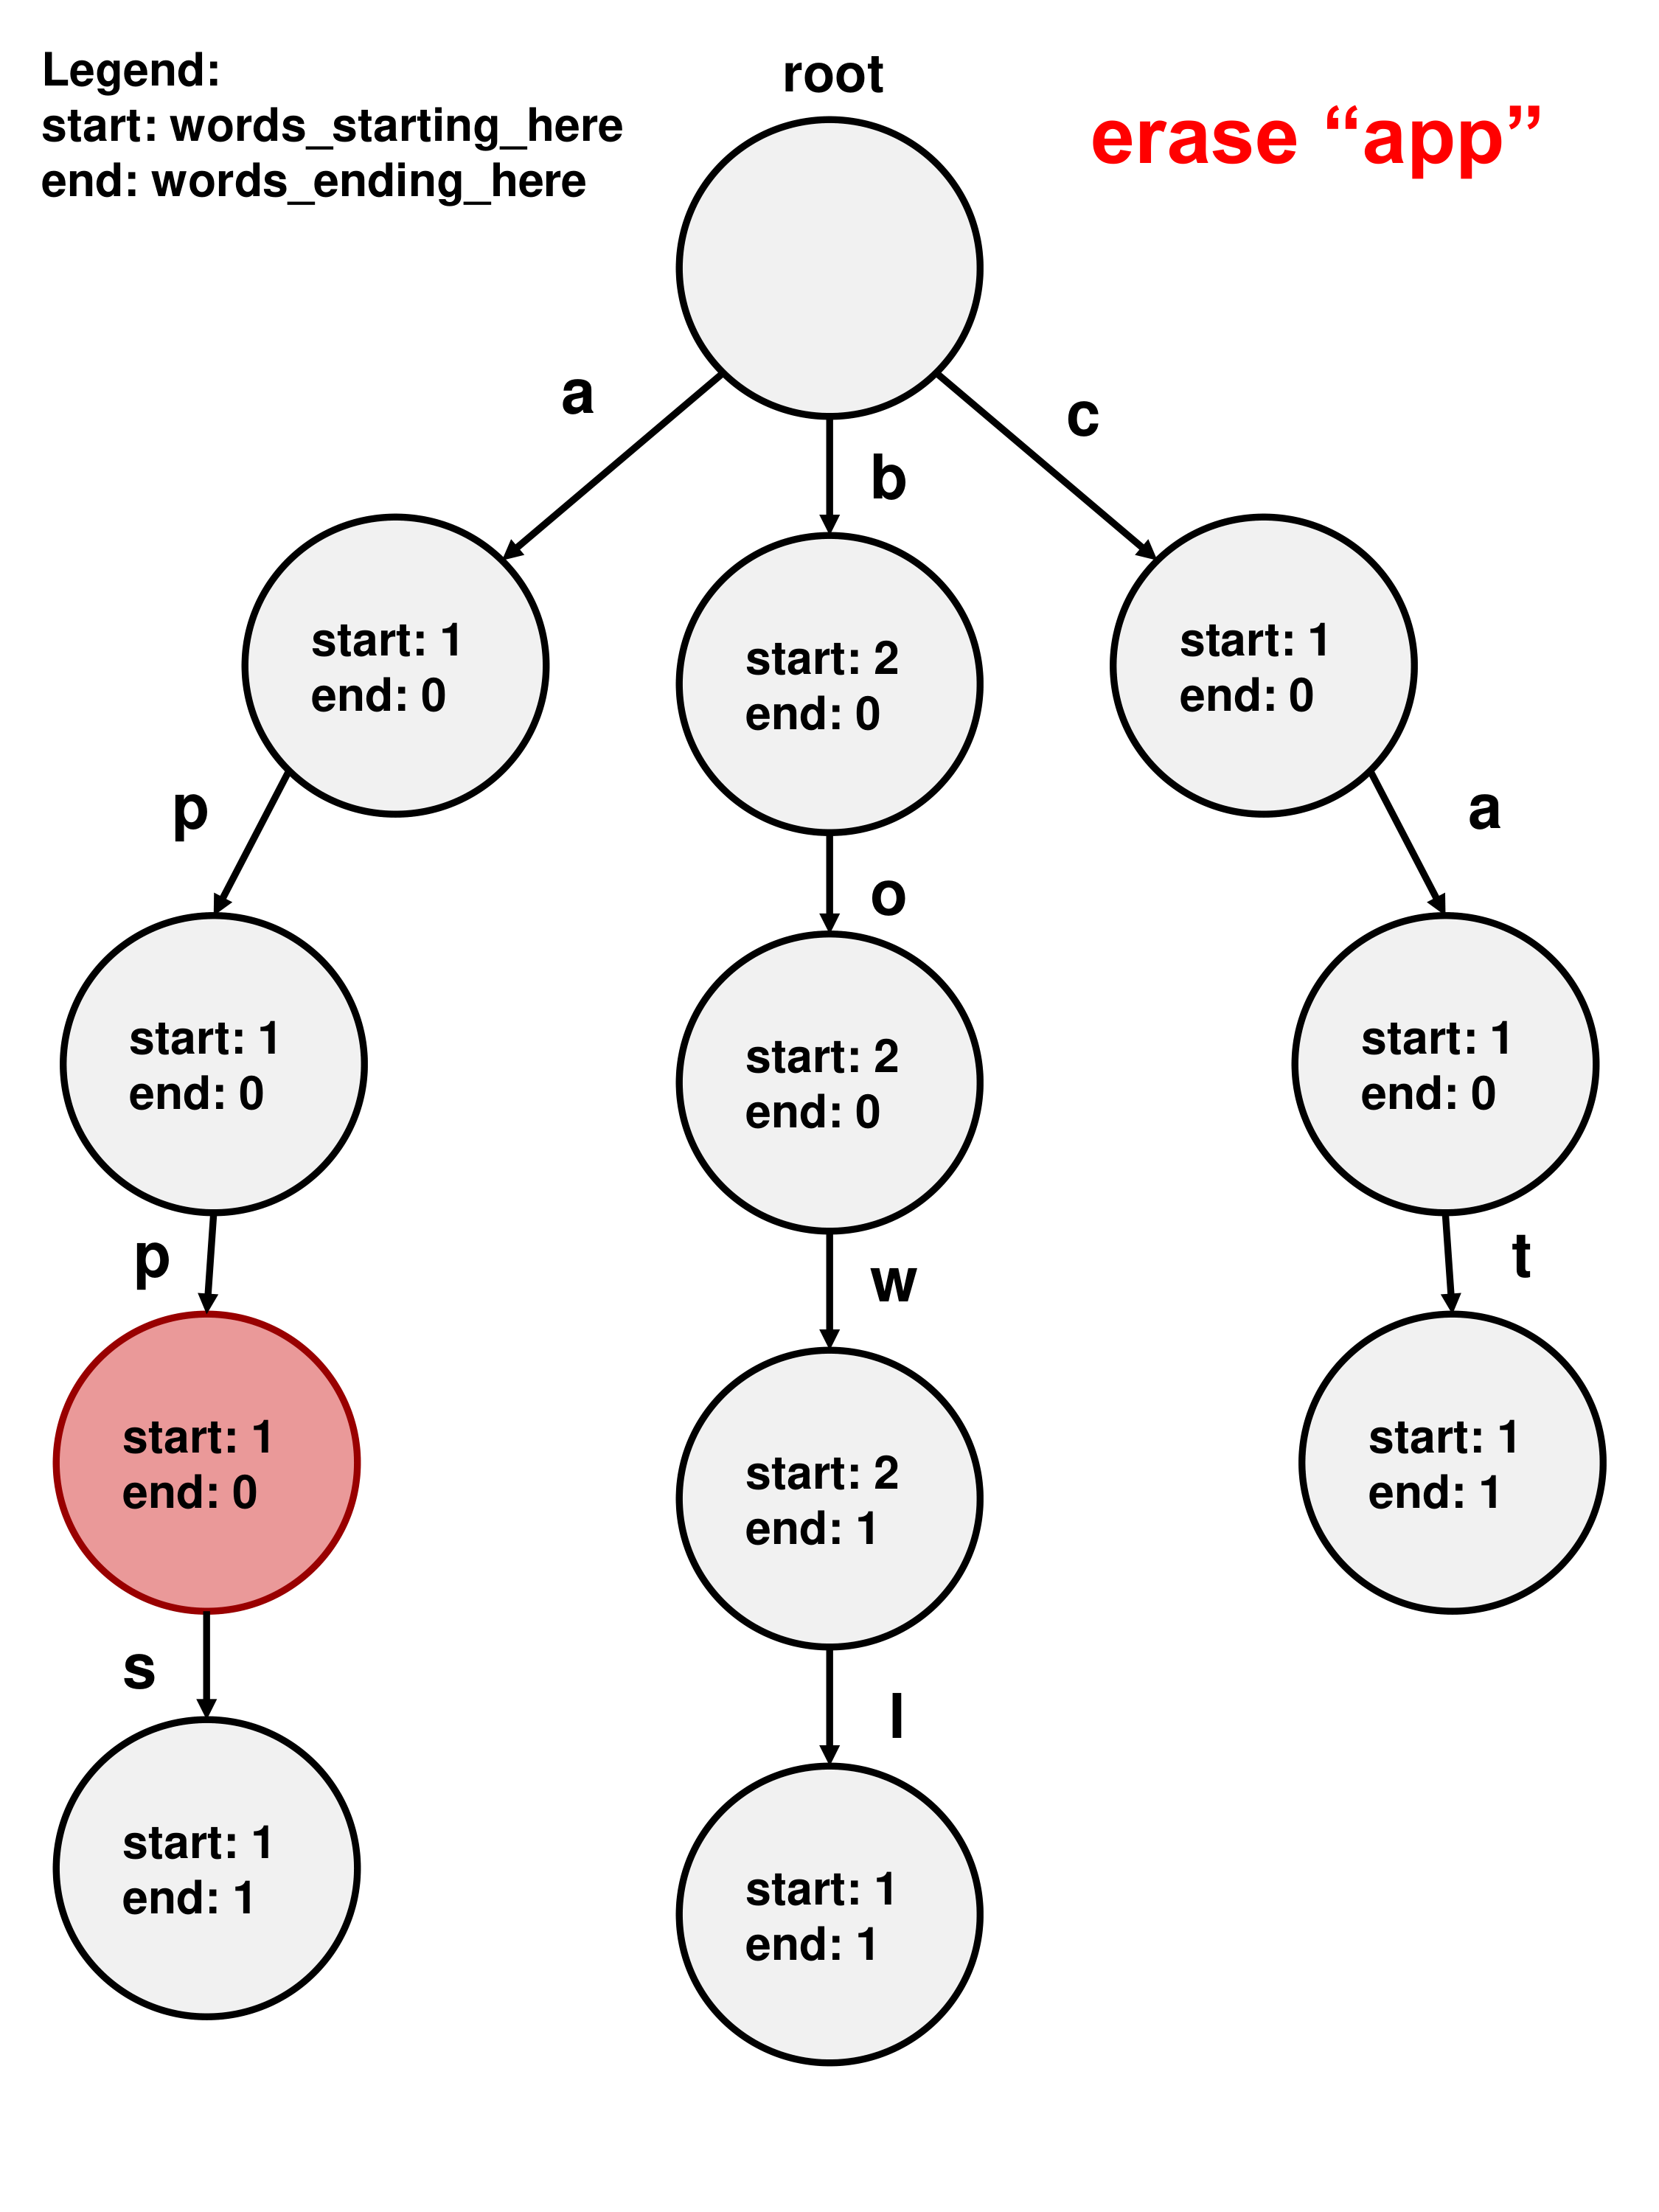 Legend:
start: words_starting_here
end: words_ending_here
root
erase “app”
a
b
c
start: 1
end: 0
start: 2
end: 0
start: 1
end: 0
p
o
a
start: 1
end: 0
start: 2
end: 0
start: 1
end: 0
p
w
t
start: 1
end: 0
start: 2
end: 1
start: 1
end: 1
s
l
start: 1
end: 1
start: 1
end: 1